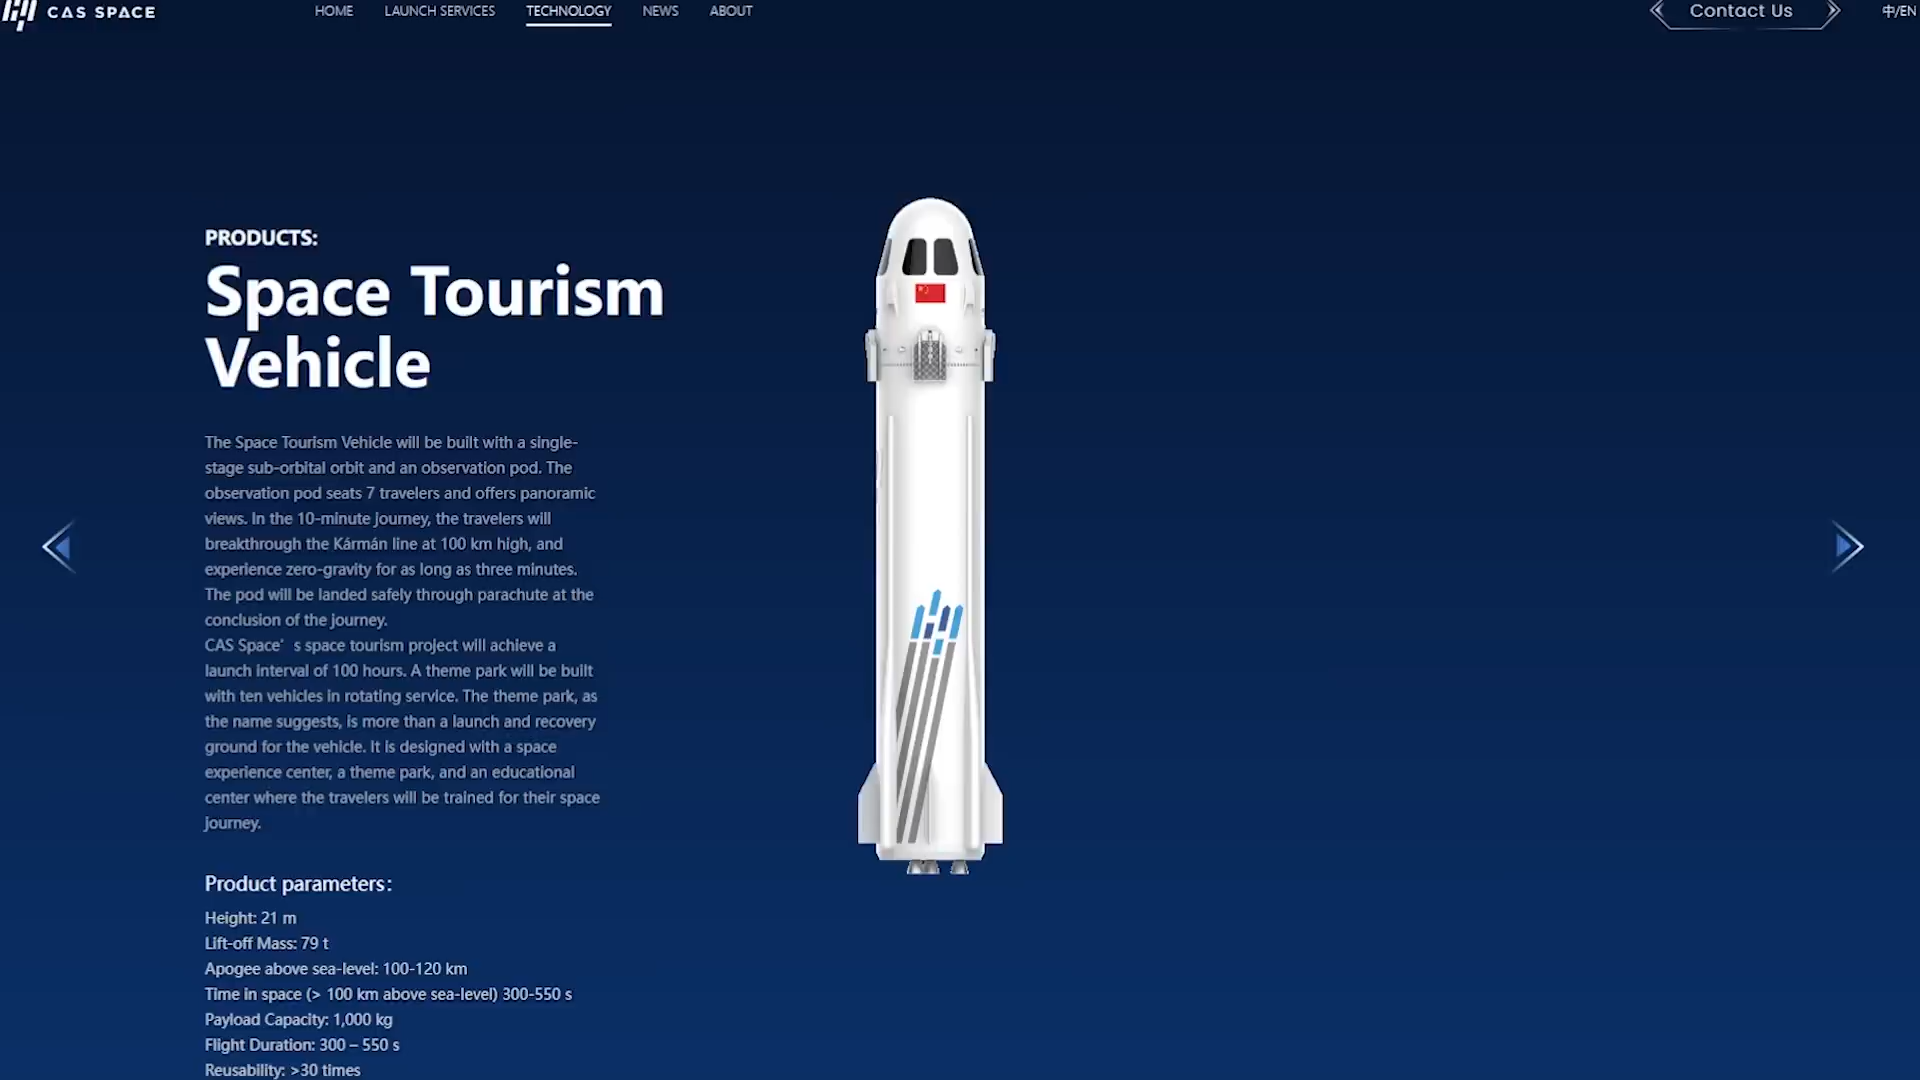 CAS SPACE
HOME
LAUNCH SERVICES
TECHNOLOGY
NEWS
ABOUT
Contact Us
中/EN
PRODUCTS:
Space Tourism
Vehicle
The Space Tourism Vehicle will be built with a single-
stage sub-orbital orbit and an observation pod. The
observation pod seats 7 travelers and offers panoramic
views. In the 10-minute journey, the travelers will
breakthrough the Kármán line at 100 km high, and
experience zero-gravity for as long as three minutes.
The pod will be landed safely through parachute at the
conclusion of the journey.
CAS Space’ s space tourism project will achieve a
launch interval of 100 hours. A theme park will be built
with ten vehicles in rotating service. The theme park, as
the name suggests, is more than a launch and recovery
ground for the vehicle. It is designed with a space
experience center, a theme park, and an educational
center where the travelers will be trained for their space
journey.
Product parameters：
Height: 21 m
Lift-off Mass: 79 t
Apogee above sea-level: 100-120 km
Time in space (> 100 km above sea-level) 300-550 s
Payload Capacity: 1,000 kg
Flight Duration: 300 – 550 s
Reusability: >30 times